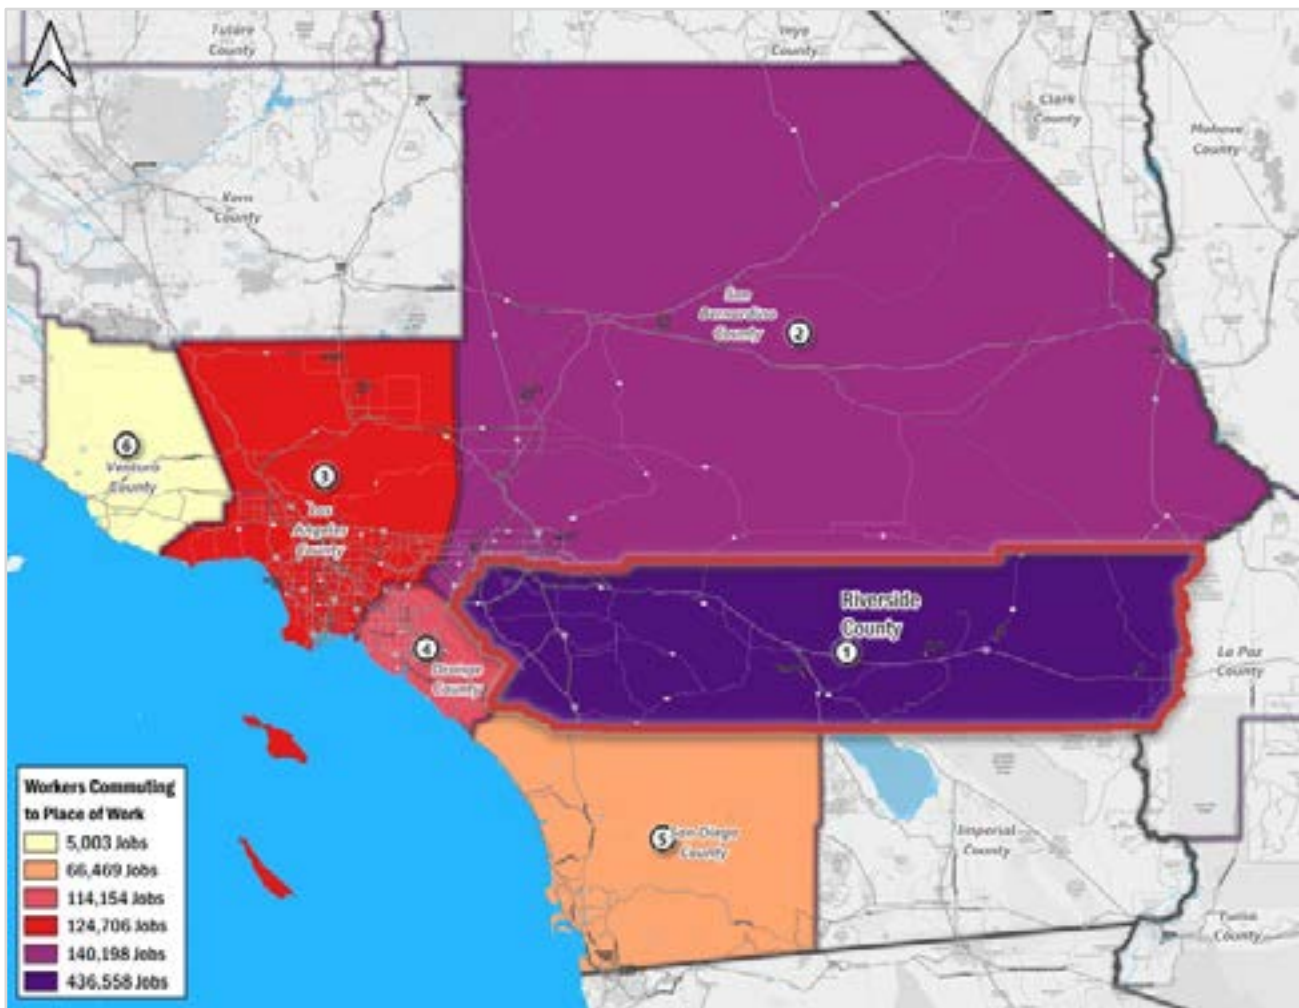 Tulare
County
Inyo
County
Clark
County
Mohave
County
Kern
County
San
Bernardino
County
2
6
Ventura
County
3
Los
Angeles
County
Riverside
County
1
4
Orange
County
La Paz
County
5
San Diego
County
Imperial
County
Yuma
County
Workers Commuting
to Place of Work
5,003 Jobs
66,469 Jobs
114,154 Jobs
124,706 Jobs
140,198 Jobs
436,558 Jobs